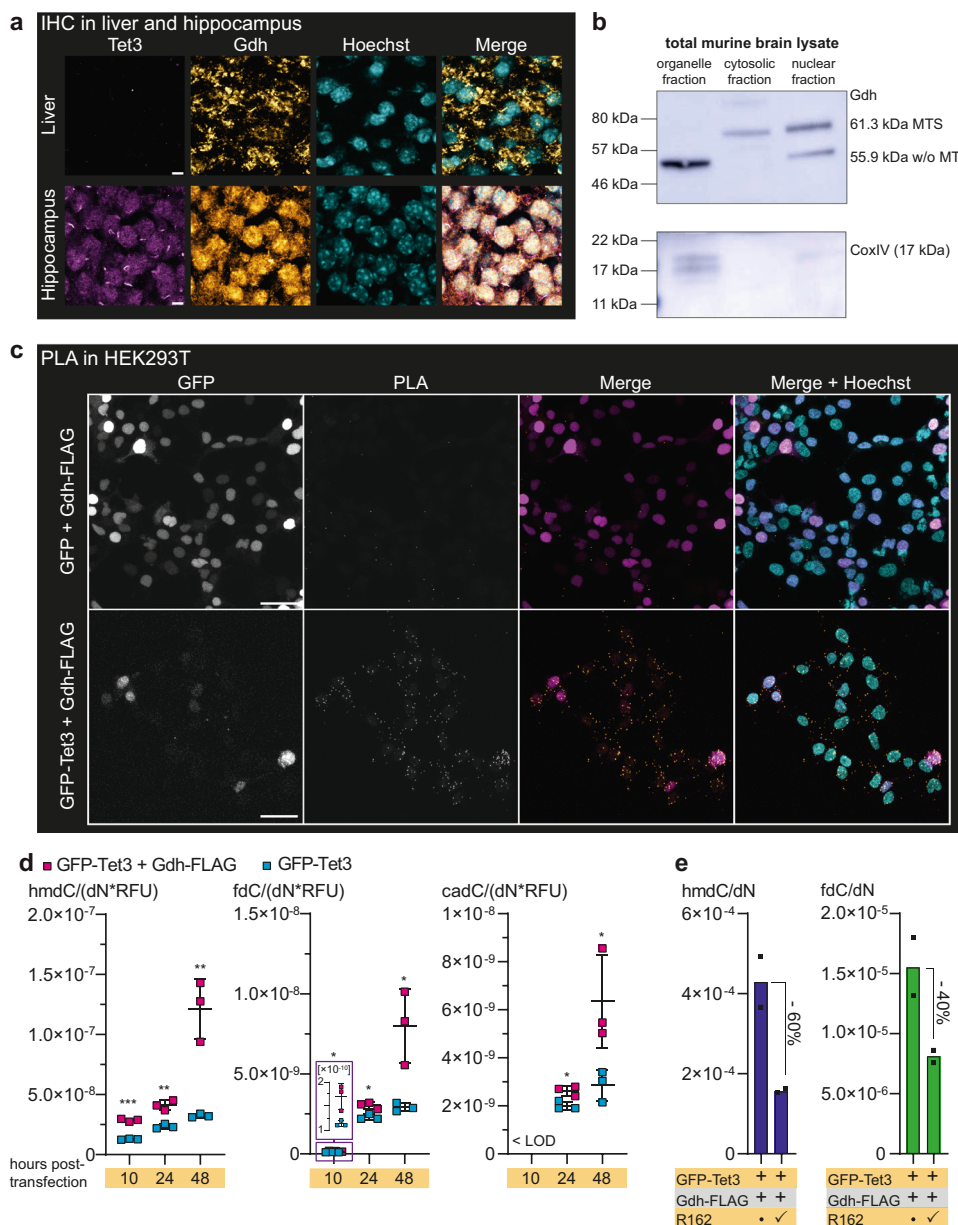 a
IHC in liver and hippocampus
Tet3 Gdh Hoechst Merge
Liver
Hippocampus
b
total murine brain lysate
organelle fraction
cytosolic fraction
nuclear fraction
Gdh
80 kDa
61.3 kDa MTS
57 kDa
55.9 kDa w/o MT
46 kDa
22 kDa
CoxIV (17 kDa)
17 kDa
11 kDa
c
PLA in HEK293T
GFP PLA Merge Merge + Hoechst
GFP + Gdh-FLAG
GFP-Tet3 + Gdh-FLAG
d
GFP-Tet3 + Gdh-FLAG GFP-Tet3
hmdC/(dN*RFU)
2.0×10-7
1.5×10-7
1.0×10-7
5.0×10-8
0
***
**
**
10 24 48
hours post-
transfection
fdC/(dN*RFU)
1.5×10-8
1.0×10-8
5.0×10-9
0
*
[×10-10]
2
1
*
*
10 24 48
cadC/(dN*RFU)
1×10-8
8×10-9
6×10-9
4×10-9
2×10-9
0
< LOD
*
*
10 24 48
e
hmdC/dN
6×10-4
4×10-4
2×10-4
0
- 60%
GFP-Tet3 + +
Gdh-FLAG + +
R162 • ✓
fdC/dN
2.0×10-5
1.5×10-5
1.0×10-5
5.0×10-6
0
- 40%
GFP-Tet3 + +
Gdh-FLAG + +
R162 • ✓